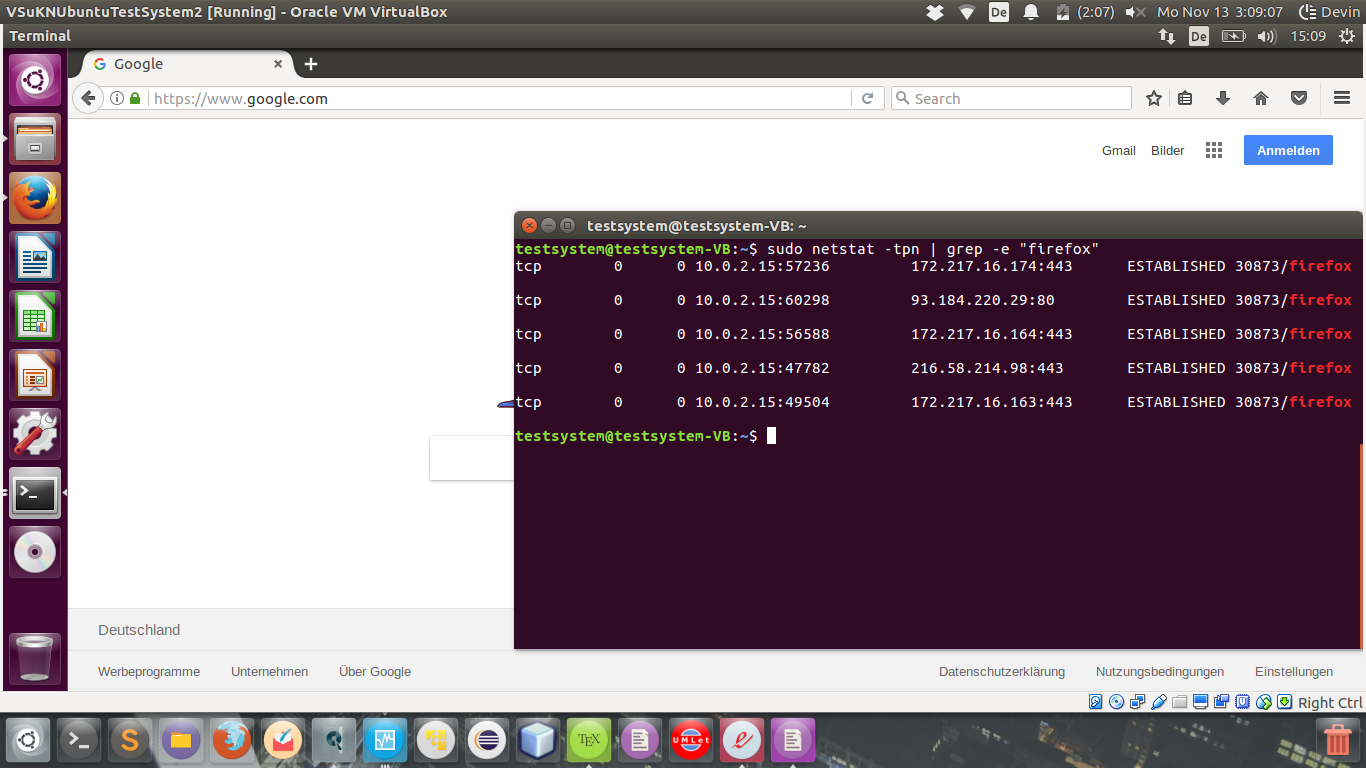 VSuKNUbuntuTestSystem2 [Running] - Oracle VM VirtualBox
De (2:07) Mo Nov 13 3:09:07 Devin
Terminal
De 15:09
Google
https://www.google.com
Search
Gmail Bilder Anmelden
testsystem@testsystem-VB: ~
testsystem@testsystem-VB:~$ sudo netstat -tpn | grep -e "firefox"
tcp 0 0 10.0.2.15:57236 172.217.16.174:443 ESTABLISHED 30873/firefox
tcp 0 0 10.0.2.15:60298 93.184.220.29:80 ESTABLISHED 30873/firefox
tcp 0 0 10.0.2.15:56588 172.217.16.164:443 ESTABLISHED 30873/firefox
tcp 0 0 10.0.2.15:47782 216.58.214.98:443 ESTABLISHED 30873/firefox
tcp 0 0 10.0.2.15:49504 172.217.16.163:443 ESTABLISHED 30873/firefox
testsystem@testsystem-VB:~$
Deutschland
Werbeprogramme Unternehmen Über Google Datenschutzerklärung Nutzungsbedingungen Einstellungen
Right Ctrl
TEX
UMLet